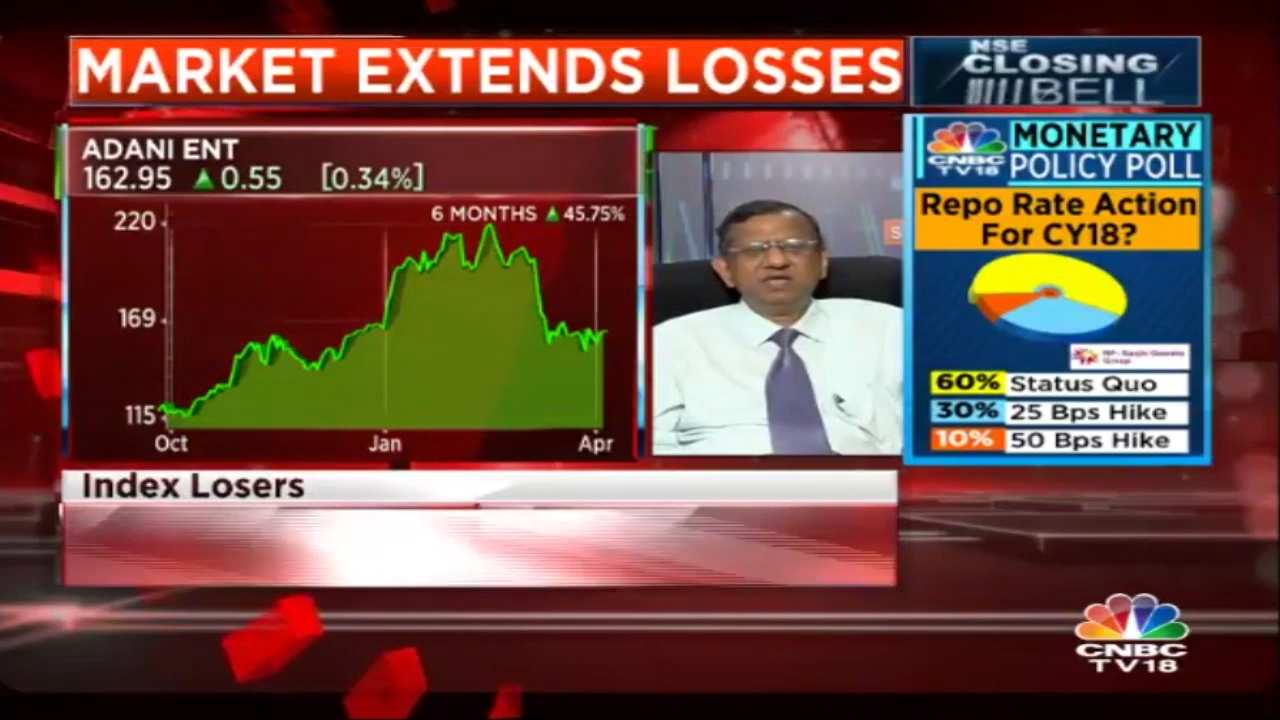 MARKET EXTENDS LOSSES
NSE
CLOSING
BELL
ADANI ENT
162.95 ▲ 0.55 [0.34%]
6 MONTHS ▲ 45.75%
220
169
115
Oct Jan Apr
CNBC
TV18
MONETARY
POLICY POLL
Repo Rate Action
For CY18?
60% Status Quo
30% 25 Bps Hike
10% 50 Bps Hike
Index Losers
CNBC
TV18